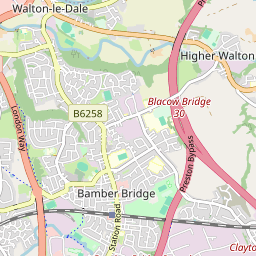 Walton-le-Dale
Higher Walton
Blacow Bridge
30
B6258
London Way
Preston Bypass
Bamber Bridge
Station Road
Clayto